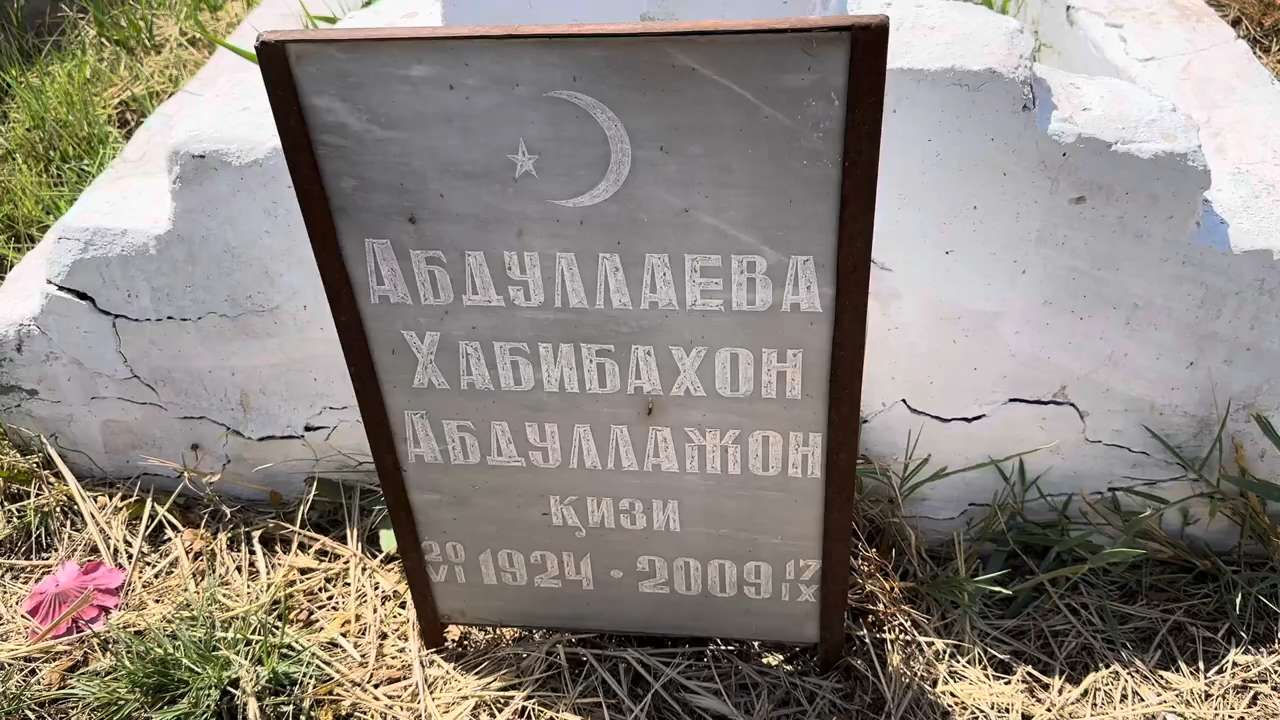 Абдуллаева
Хабибахон
Абдуллажон
қизи
20 VI 1924 • 2009 17 IX